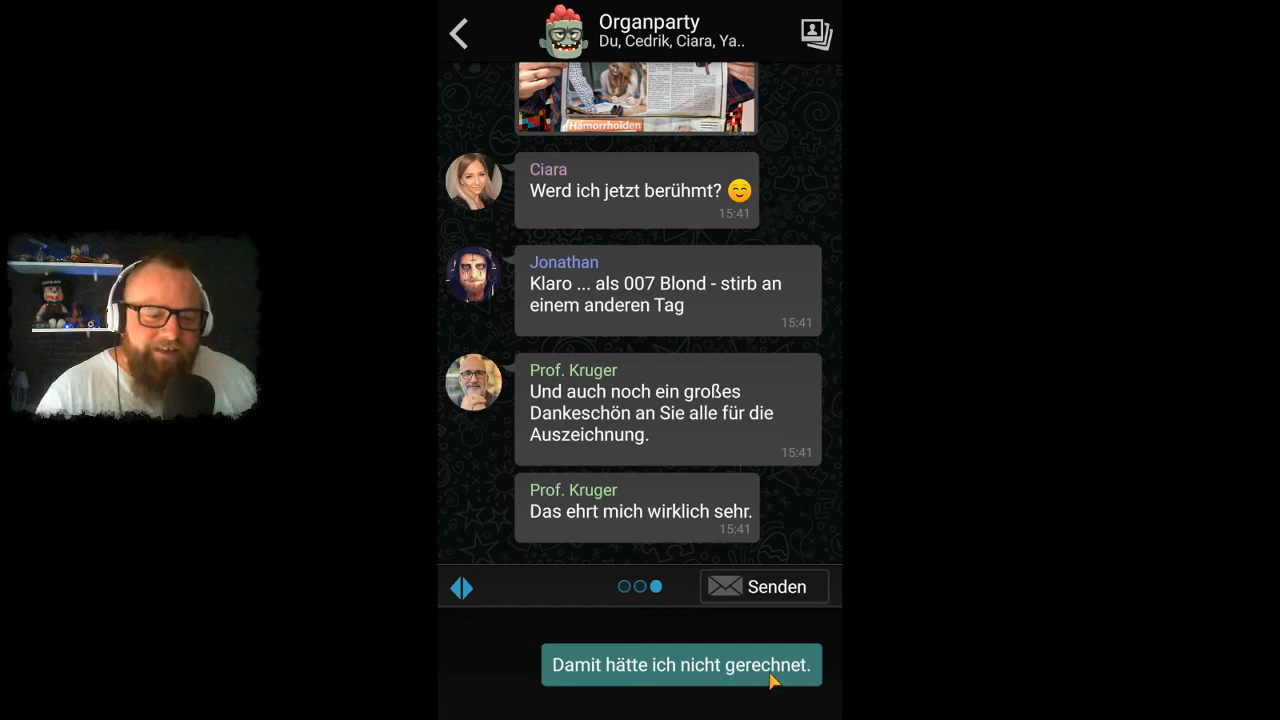 Organparty
Du, Cedrik, Ciara, Ya..
Hämorrhoiden
Ciara
Werd ich jetzt berühmt? 😊
15:41
Jonathan
Klaro ... als 007 Blond - stirb an
einem anderen Tag
15:41
Prof. Kruger
Und auch noch ein großes
Dankeschön an Sie alle für die
Auszeichnung.
15:41
Prof. Kruger
Das ehrt mich wirklich sehr.
15:41
Senden
Damit hätte ich nicht gerechnet.